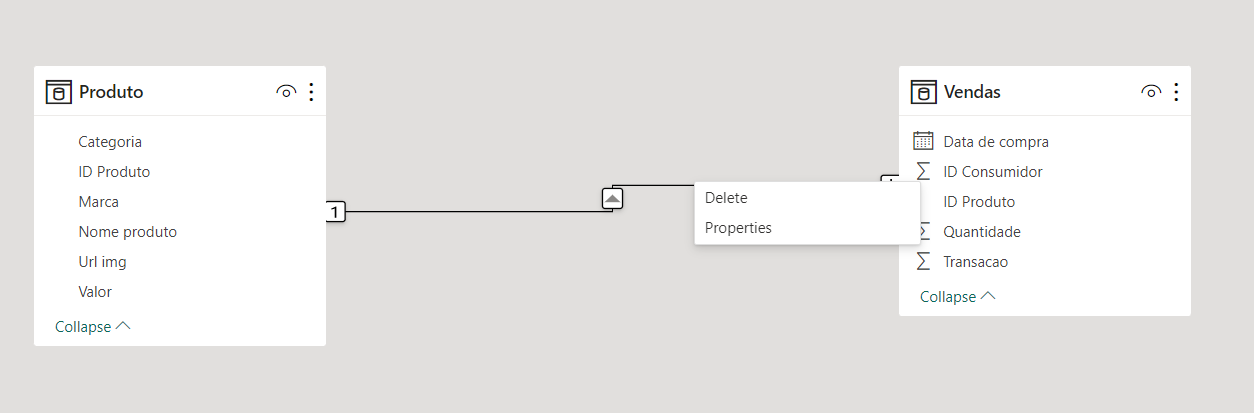 Produto
Categoria
ID Produto
Marca
Nome produto
Url img
Valor
Collapse
1
Delete
Properties
Vendas
Data de compra
ID Consumidor
ID Produto
Quantidade
Transacao
Collapse